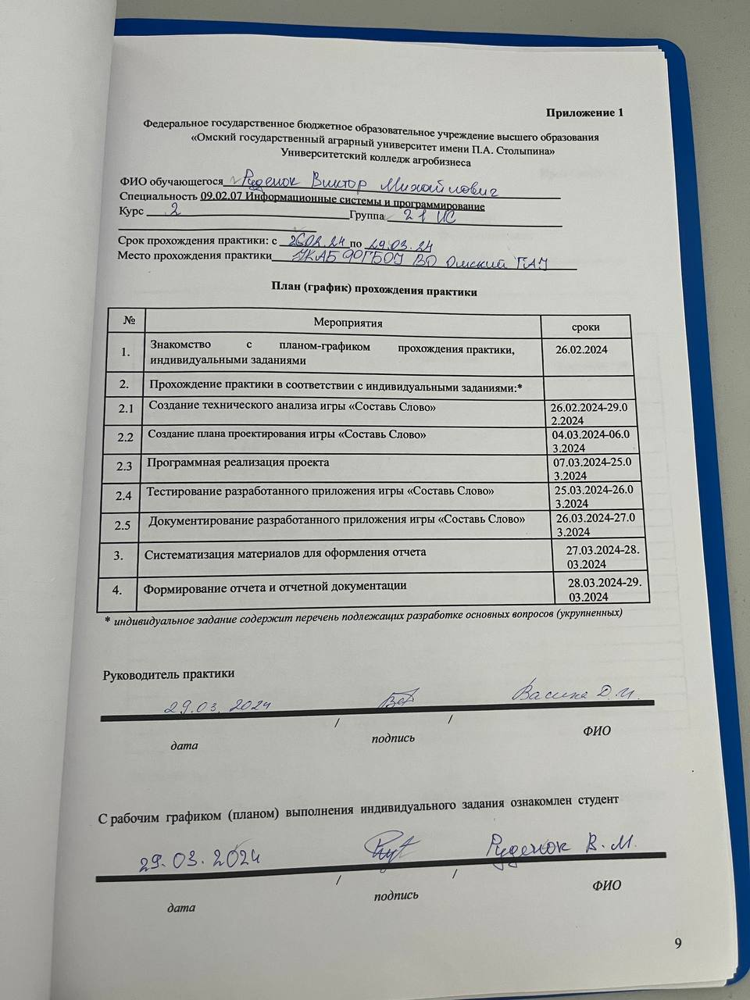 Приложение 1
Федеральное государственное бюджетное образовательное учреждение высшего образования
«Омский государственный аграрный университет имени П.А. Столыпина»
Университетский колледж агробизнеса
ФИО обучающегося Руденок Виктор Михайлович
Специальность 09.02.07 Информационные системы и программирование
Курс 2 Группа 21 ИС
Срок прохождения практики: с 26.02.24 по 29.03.24
Место прохождения практики УКАБ ФГБОУ ВО Омский ГАУ
План (график) прохождения практики
№ Мероприятия сроки
1. Знакомство с планом-графиком прохождения практики, 26.02.2024
индивидуальными заданиями
2. Прохождение практики в соответствии с индивидуальными заданиями:*
2.1 Создание технического анализа игры «Составь Слово» 26.02.2024-29.0
2.2024
2.2 Создание плана проектирования игры «Составь Слово» 04.03.2024-06.0
3.2024
2.3 Программная реализация проекта 07.03.2024-25.0
3.2024
2.4 Тестирование разработанного приложения игры «Составь Слово» 25.03.2024-26.0
3.2024
2.5 Документирование разработанного приложения игры «Составь Слово» 26.03.2024-27.0
3.2024
3. Систематизация материалов для оформления отчета 27.03.2024-28.
03.2024
4. Формирование отчета и отчетной документации 28.03.2024-29.
03.2024
* индивидуальное задание содержит перечень подлежащих разработке основных вопросов (укрупненных)
Руководитель практики
29.03.2024 Д.И.
/ /
дата подпись ФИО
С рабочим графиком (планом) выполнения индивидуального задания ознакомлен студент
29.03.2024 Руденок В.М.
/ /
дата подпись ФИО
9